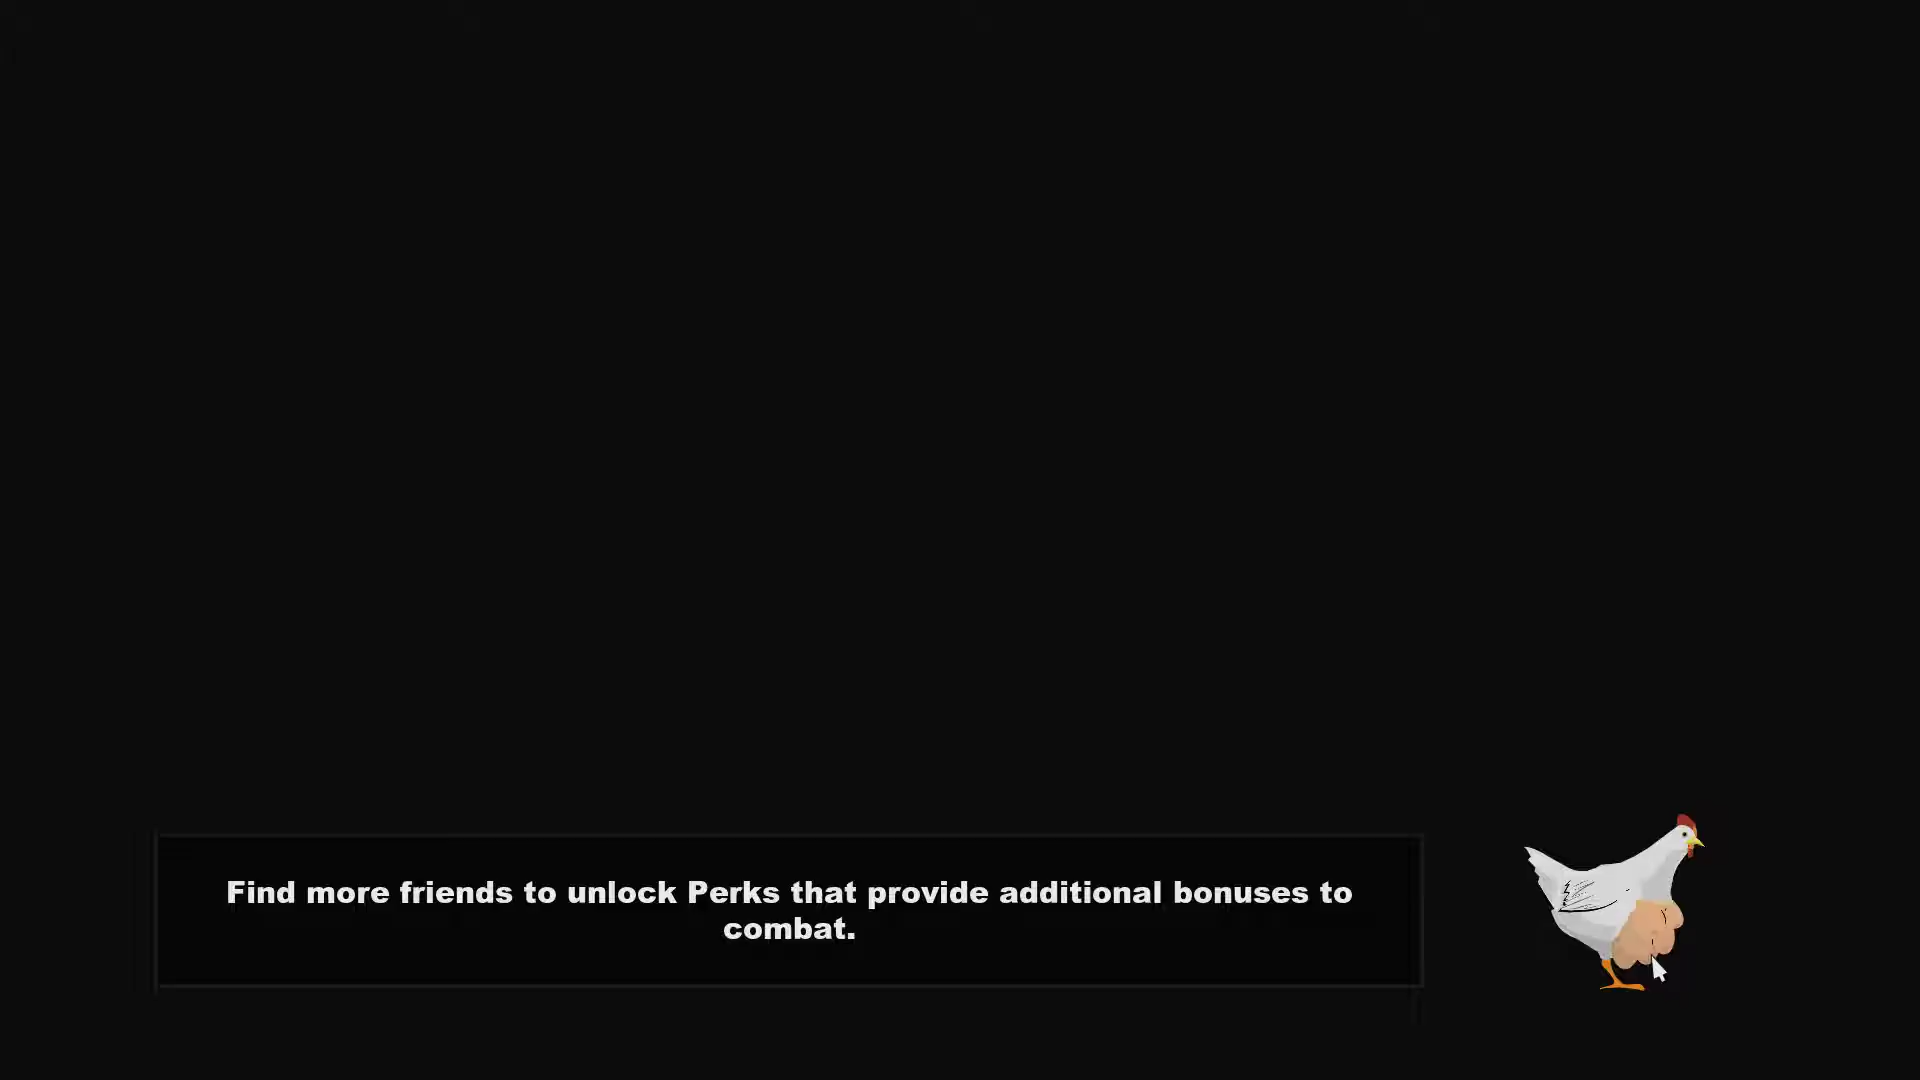 Find more friends to unlock Perks that provide additional bonuses to
combat.